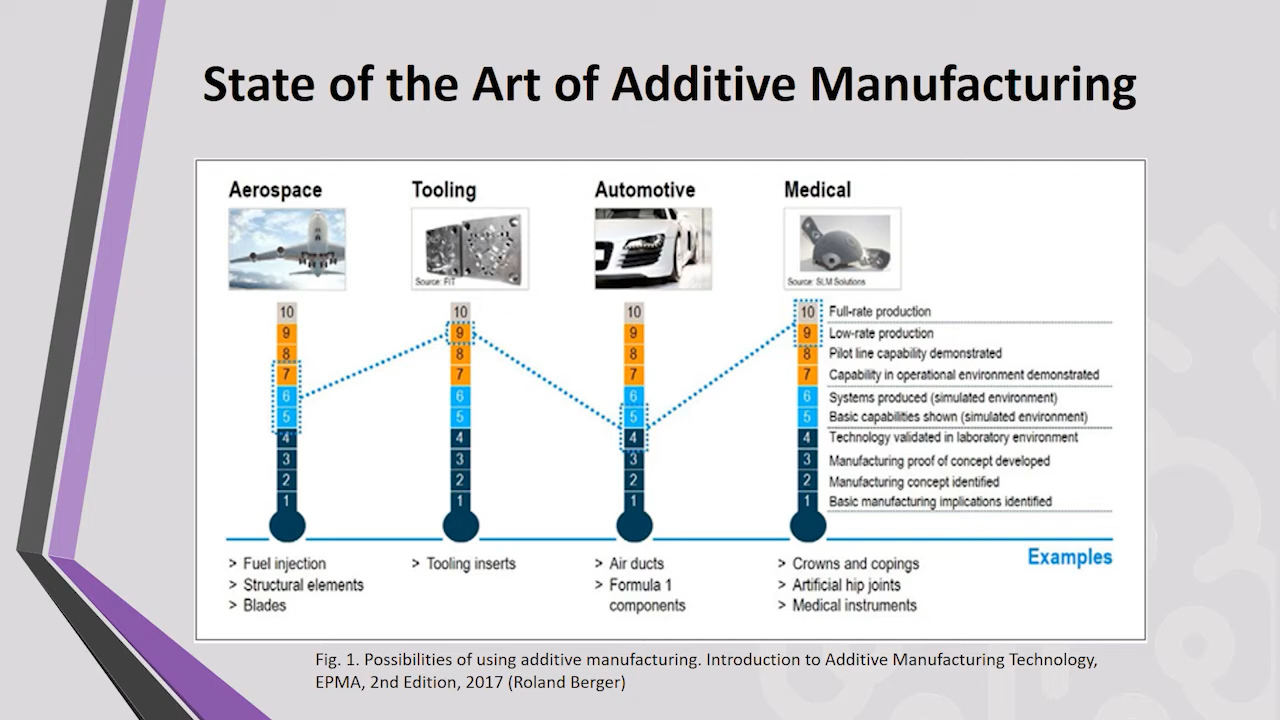 State of the Art of Additive Manufacturing
Aerospace
Tooling
Automotive
Medical
Source: FIT
Source: SLM Solutions
10
9
8
7
6
5
4
3
2
1
10
9
8
7
6
5
4
3
2
1
10
9
8
7
6
5
4
3
2
1
10 Full-rate production
9 Low-rate production
8 Pilot line capability demonstrated
7 Capability in operational environment demonstrated
6 Systems produced (simulated environment)
5 Basic capabilities shown (simulated environment)
4 Technology validated in laboratory environment
3 Manufacturing proof of concept developed
2 Manufacturing concept identified
1 Basic manufacturing implications identified
Examples
> Fuel injection
> Structural elements
> Blades
> Tooling inserts
> Air ducts
> Formula 1
components
> Crowns and copings
> Artificial hip joints
> Medical instruments
Fig. 1. Possibilities of using additive manufacturing. Introduction to Additive Manufacturing Technology,
EPMA, 2nd Edition, 2017 (Roland Berger)